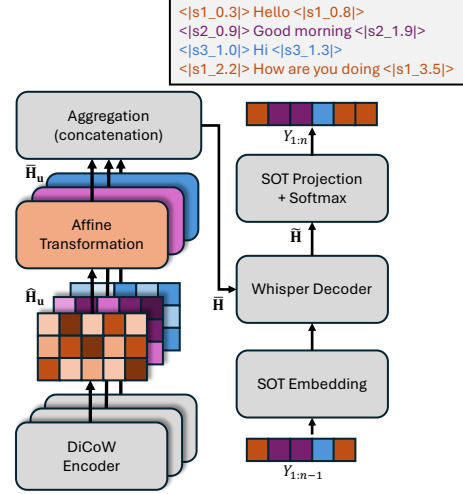 <|s1_0.3|> Hello <|s1_0.8|>
<|s2_0.9|> Good morning <|s2_1.9|>
<|s3_1.0|> Hi <|s3_1.3|>
<|s1_2.2|> How are you doing <|s1_3.5|>
Aggregation
(concatenation)
H̅ᵤ
Affine
Transformation
Ĥᵤ
DiCoW
Encoder
Y₁:ₙ
SOT Projection
+ Softmax
H̃
Whisper Decoder
H̅
SOT Embedding
Y₁:ₙ₋₁